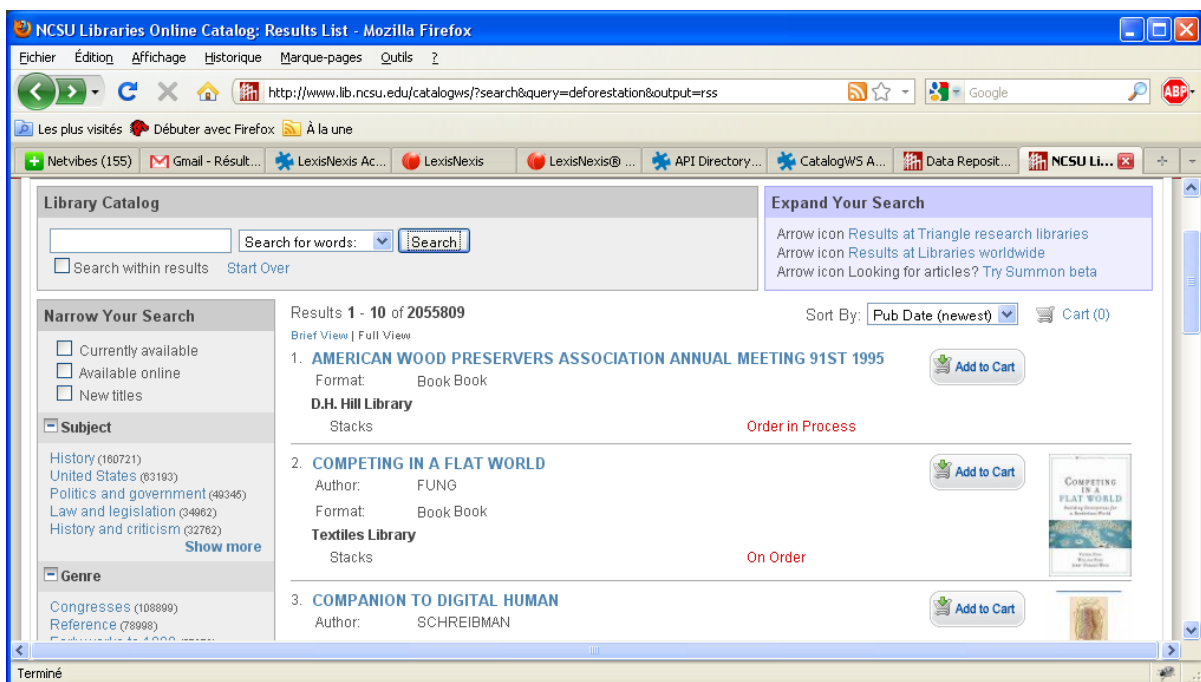 NCSU Libraries Online Catalog: Results List - Mozilla Firefox
Fichier Édition Affichage Historique Marque-pages Outils ?
http://www.lib.ncsu.edu/catalogws/?search&query=deforestation&output=rss Google ABP
Les plus visités Débuter avec Firefox À la une
Netvibes (155) Gmail - Résult... LexisNexis Ac... LexisNexis LexisNexis® ... API Directory... CatalogWS A... Data Reposit... NCSU Li...
Library Catalog
Search for words: Search
Search within results Start Over
Expand Your Search
Arrow icon Results at Triangle research libraries
Arrow icon Results at Libraries worldwide
Arrow icon Looking for articles? Try Summon beta
Narrow Your Search
Currently available
Available online
New titles
Subject
History (160721)
United States (63193)
Politics and government (49345)
Law and legislation (34962)
History and criticism (32762)
Show more
Genre
Congresses (108899)
Reference (78998)
Results 1 - 10 of 2055809
Sort By: Pub Date (newest) Cart (0)
Brief View | Full View
1. AMERICAN WOOD PRESERVERS ASSOCIATION ANNUAL MEETING 91ST 1995 Add to Cart
Format: Book Book
D.H. Hill Library
Stacks Order in Process
2. COMPETING IN A FLAT WORLD Add to Cart
Author: FUNG
Format: Book Book
Textiles Library
Stacks On Order
COMPETING
IN A
FLAT WORLD
3. COMPANION TO DIGITAL HUMAN Add to Cart
Author: SCHREIBMAN
Terminé